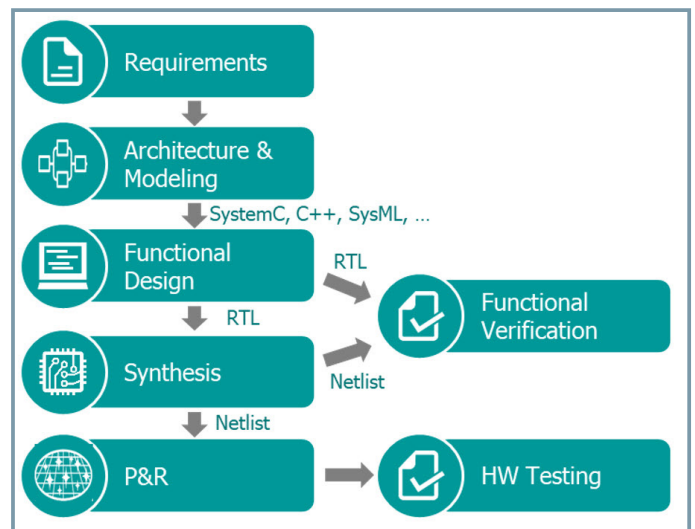 Requirements
Architecture &
Modeling
SystemC, C++, SysML, ...
Functional
Design
RTL
RTL
Functional
Verification
Synthesis
Netlist
Netlist
P&R
HW Testing